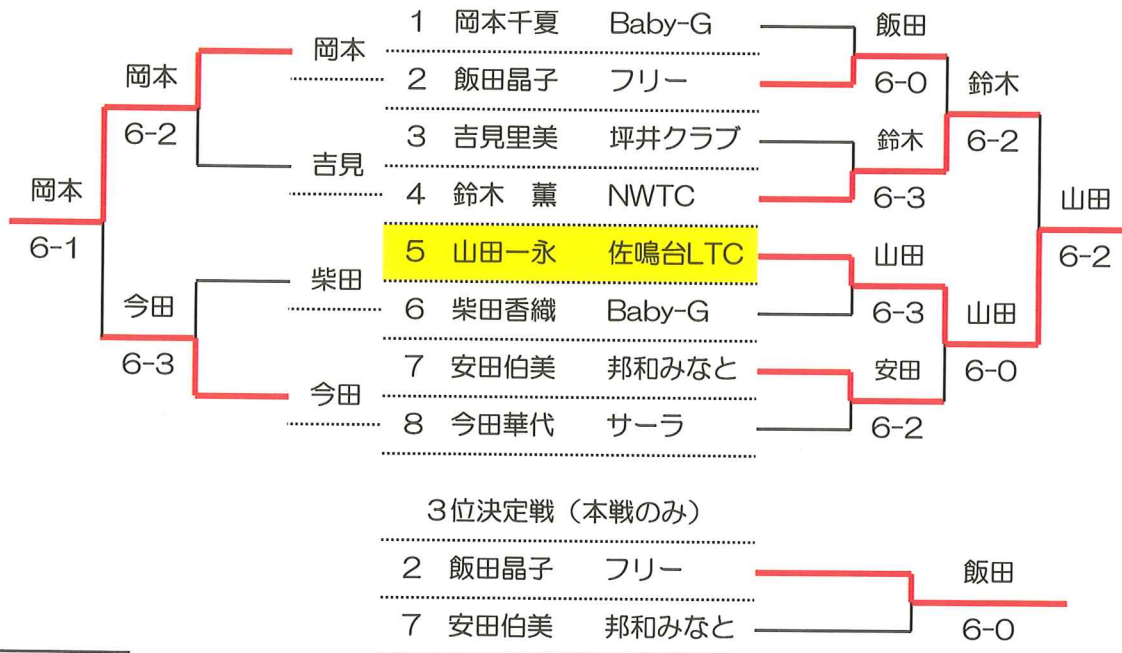 1 岡本千夏 Baby-G 飯田
岡本
岡本 2 飯田晶子 フリー 6-0 鈴木
6-2 3 吉見里美 坪井クラブ 鈴木 6-2
吉見
岡本 4 鈴木 薫 NWTC 6-3 山田
6-1 5 山田一永 佐鳴台LTC 山田 6-2
柴田
今田 6 柴田香織 Baby-G 6-3 山田
6-3 7 安田伯美 邦和みなと 安田 6-0
今田
8 今田華代 サーラ 6-2
3位決定戦（本戦のみ）
2 飯田晶子 フリー 飯田
7 安田伯美 邦和みなと 6-0